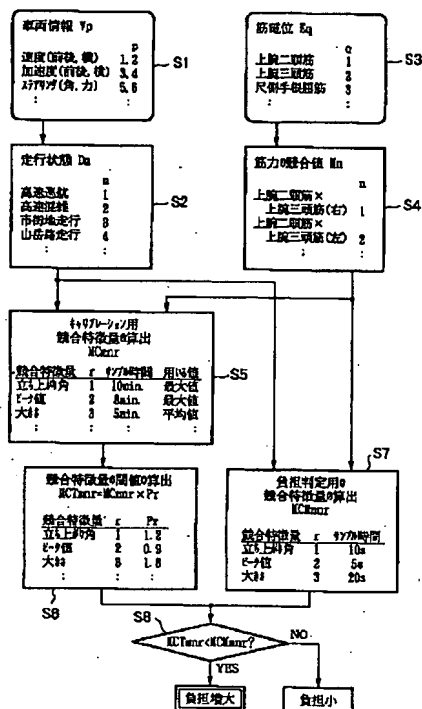 車両情報 Vp
p
速度(前後,横) 1.2
加速度(前後,横) 3.4
ステアリング(角,力) 5.6
: :
S1
筋電位 Eq
q
上腕二頭筋 1
上腕三頭筋 2
尺側手根屈筋 3
: :
S3
走行状態 Dm
m
高速巡航 1
高速混雑 2
市街地走行 3
山岳路走行 4
: :
S2
筋力の競合値 Mn
n
上腕二頭筋×
上腕三頭筋(右) 1
上腕二頭筋×
上腕三頭筋(左) 2
: :
S4
キャリブレーション用
競合特徴量の算出
MCmnr
競合特徴量 r サンプル時間 用いる値
立ち上り角 1 10min. 最大値
ピーク値 2 8min. 最大値
大きさ 3 5min. 平均値
: : : :
S5
競合特徴量の閾値の算出
MCTmnr=MCmnr×Pr
競合特徴量 r Pr
立ち上り角 1 1.2
ピーク値 2 0.9
大きさ 3 1.8
: : :
S6
S7
負担判定用の
競合特徴量の算出
MCMmnr
競合特徴量 r サンプル時間
立ち上り角 1 10s
ピーク値 2 5s
大きさ 3 20s
: : :
S8
MCTmnr<MCMmnr?
NO
YES
負担増大
負担小